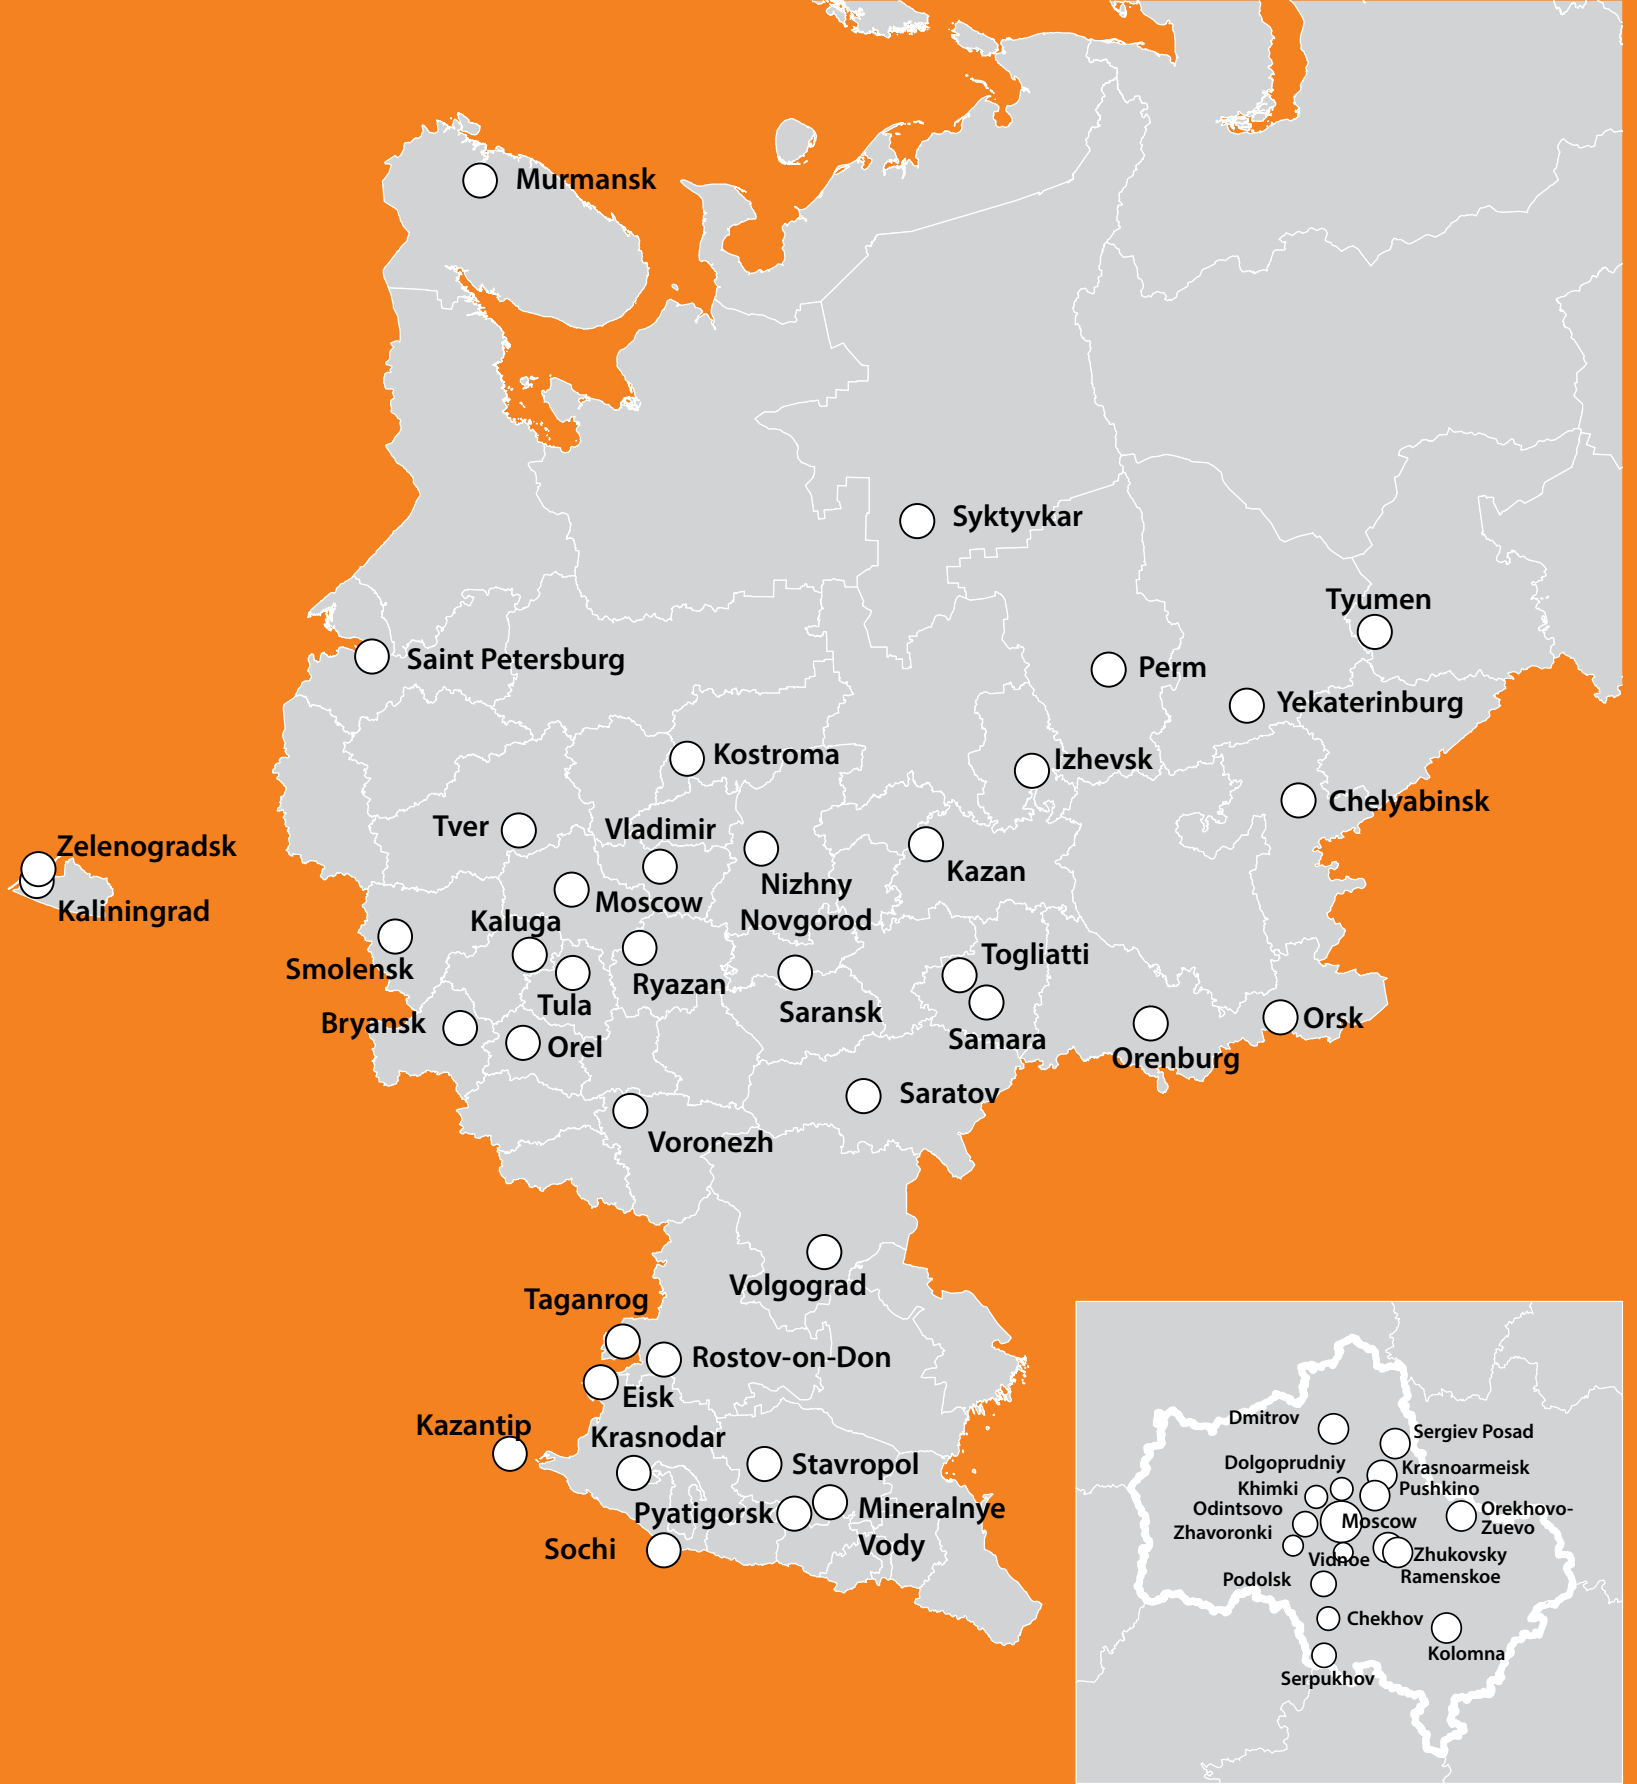 Murmansk
Syktyvkar
Tyumen
Saint Petersburg
Perm
Yekaterinburg
Kostroma
Izhevsk
Chelyabinsk
Tver
Vladimir
Zelenogradsk
Kazan
Nizhny
Novgorod
Moscow
Kaliningrad
Kaluga
Smolensk
Togliatti
Ryazan
Tula
Saransk
Bryansk
Orsk
Samara
Orel
Orenburg
Saratov
Voronezh
Volgograd
Taganrog
Rostov-on-Don
Eisk
Kazantip
Krasnodar
Stavropol
Pyatigorsk
Mineralnye
Vody
Sochi
Dmitrov
Sergiev Posad
Dolgoprudniy
Krasnoarmeisk
Khimki
Pushkino
Odintsovo
Orekhovo-
Zuevo
Moscow
Zhavoronki
Vidnoe
Zhukovsky
Ramenskoe
Podolsk
Chekhov
Kolomna
Serpukhov